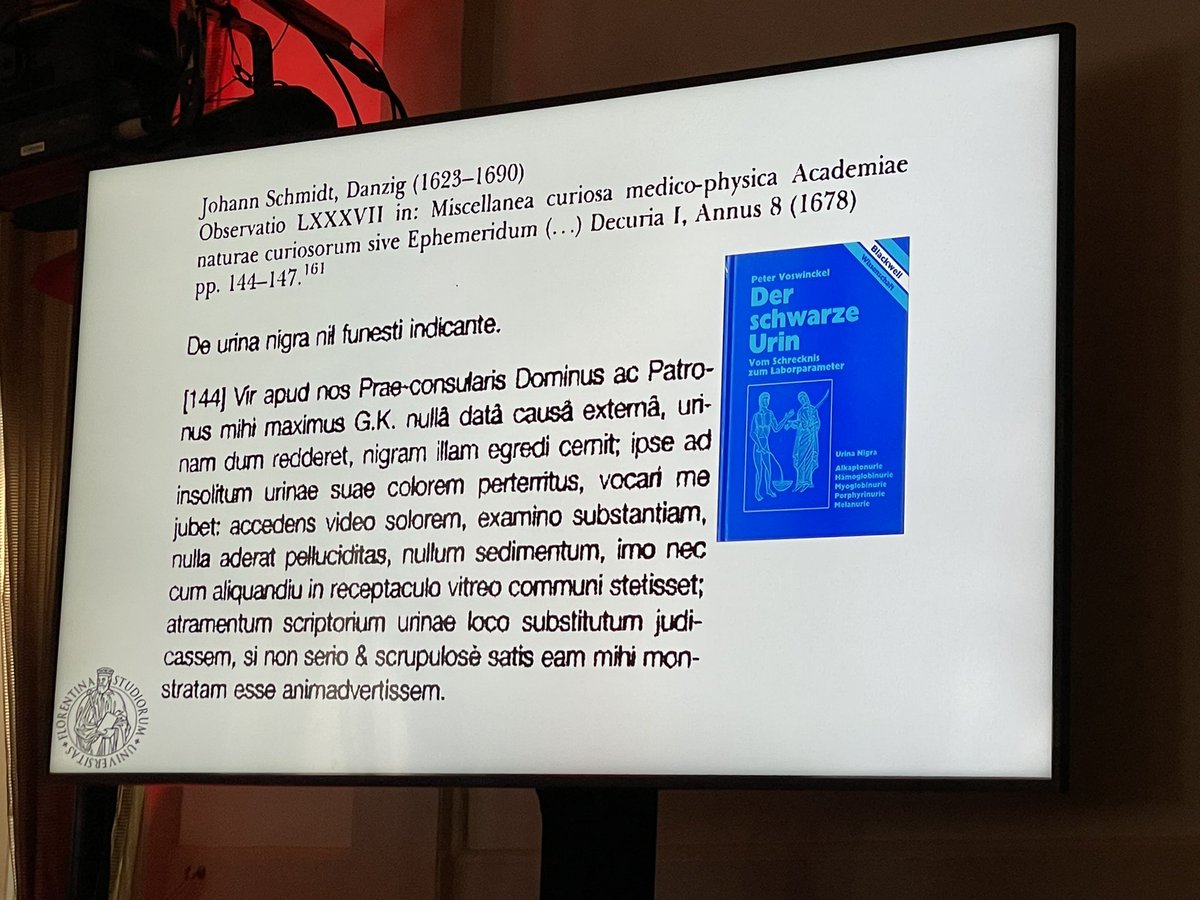 Johann Schmidt, Danzig (1623–1690)
Observatio LXXXVII in: Miscellanea curiosa medico-physica Academiae
naturae curiosorum sive Ephemeridum (…) Decuria I, Annus 8 (1678)
pp. 144–147.161
De urina nigra nil funesti indicante.
[144] Vir apud nos Prae-consularis Dominus ac Patro-
nus mihi maximus G.K. nullâ datâ causâ externâ, uri-
nam dum redderet, nigram illam egredi cernit; ipse ad
insolitum urinae suae colorem perterritus, vocari me
jubet: accedens video solorem, examino substantiam,
nulla aderat pelluciditas, nullum sedimentum, imo nec
cum aliquandiu in receptaculo vitreo communi stetisset;
atramentum scriptorium urinae loco substitutum judi-
cassem, si non serio & scrupulosè satis eam mihi mon-
stratam esse animadvertissem.
Blackwell
Wissenschaft
Peter Voswinckel
Der
schwarze
Urin
Vom Schrecknis
zum Laborparameter
Urina Nigra
Alkaptonurie
Hämoglobinurie
Myoglobinurie
Porphyrinurie
Melanurie
FLORENTINA STUDIORUM UNIVERSITAS